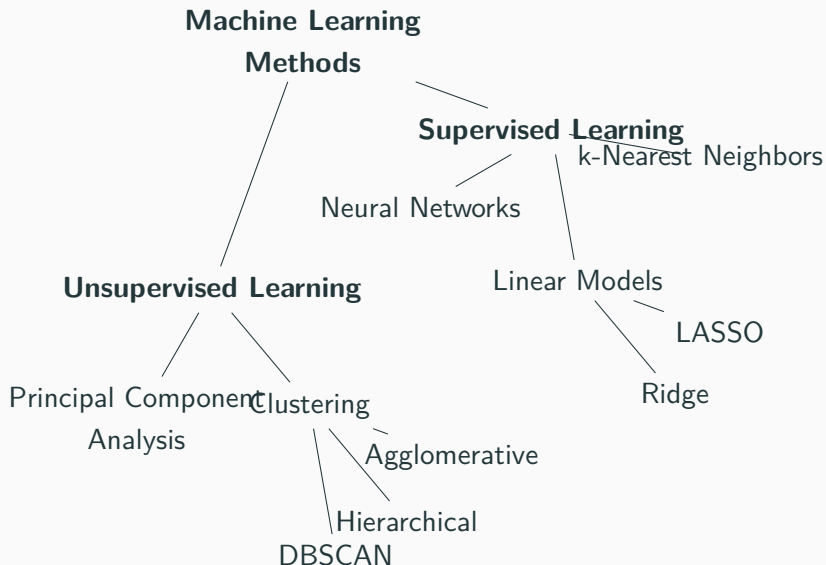 Machine Learning
Methods
Supervised Learning
k-Nearest Neighbors
Neural Networks
Linear Models
Unsupervised Learning
LASSO
Ridge
Principal Component
Analysis
Clustering
Agglomerative
Hierarchical
DBSCAN